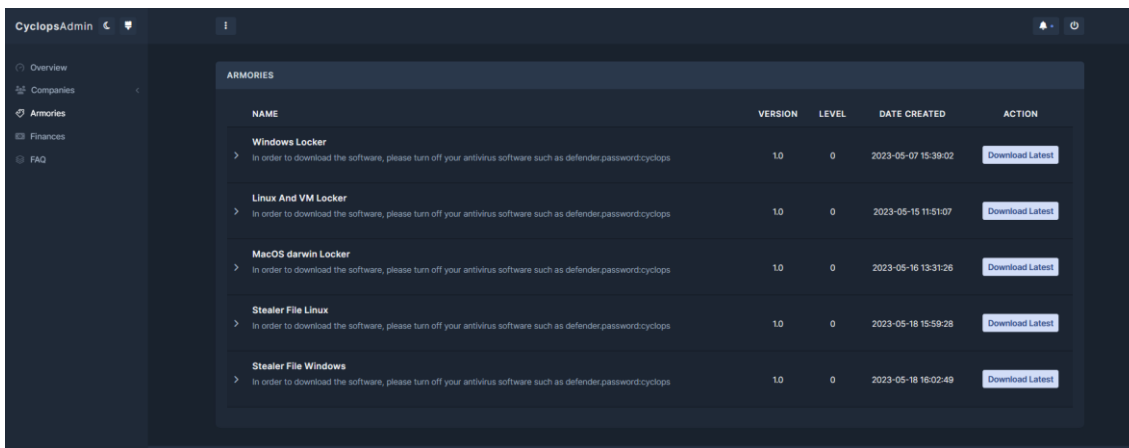 CyclopsAdmin
Overview
Companies
Armories
Finances
FAQ
ARMORIES
NAME VERSION LEVEL DATE CREATED ACTION
Windows Locker
In order to download the software, please turn off your antivirus software such as defender.password:cyclops 1.0 0 2023-05-07 15:39:02 Download Latest
Linux And VM Locker
In order to download the software, please turn off your antivirus software such as defender.password:cyclops 1.0 0 2023-05-15 11:51:07 Download Latest
MacOS darwin Locker
In order to download the software, please turn off your antivirus software such as defender.password:cyclops 1.0 0 2023-05-16 13:31:26 Download Latest
Stealer File Linux
In order to download the software, please turn off your antivirus software such as defender.password:cyclops 1.0 0 2023-05-18 15:59:28 Download Latest
Stealer File Windows
In order to download the software, please turn off your antivirus software such as defender.password:cyclops 1.0 0 2023-05-18 16:02:49 Download Latest